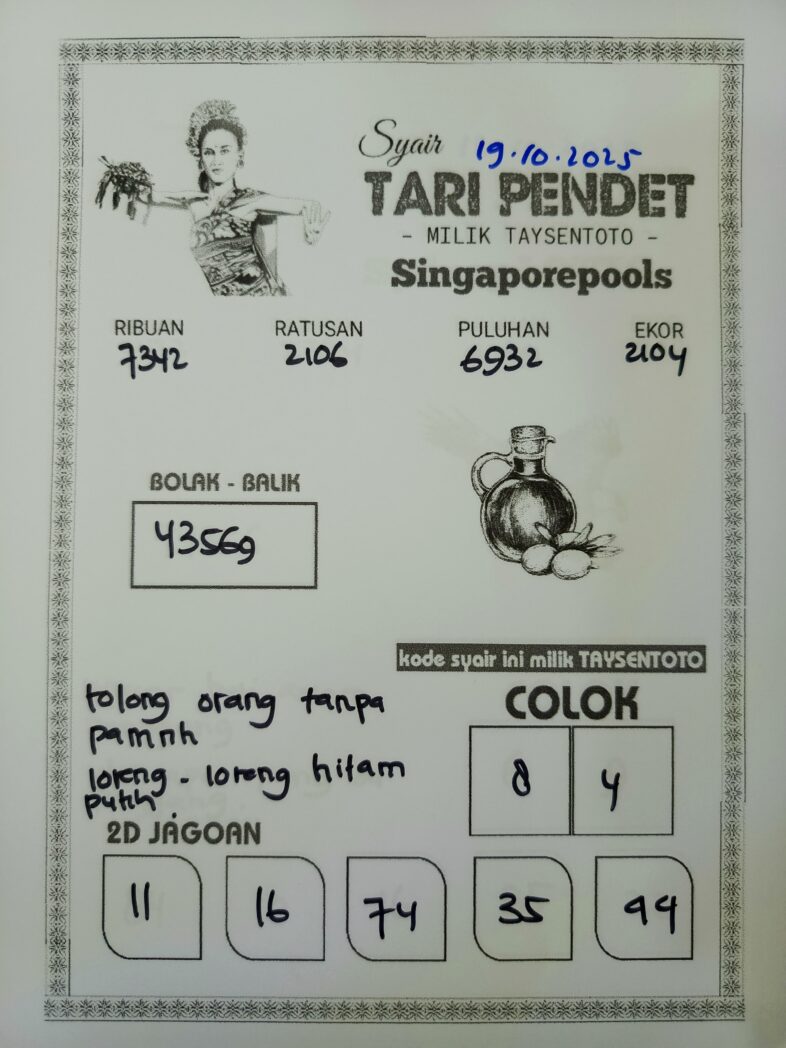 Syair 19.10.2025
TARI PENDET
- MILIK TAYSENTOTO -
Singaporepools
RIBUAN RATUSAN PULUHAN EKOR
7342 2106 6932 2104
BOLAK - BALIK
43569
kode syair ini milik TAYSENTOTO
tolong orang tanpa
pamrih
loreng - loreng hitam
putih.
COLOK
8 4
2D JAGOAN
11 16 74 35 44